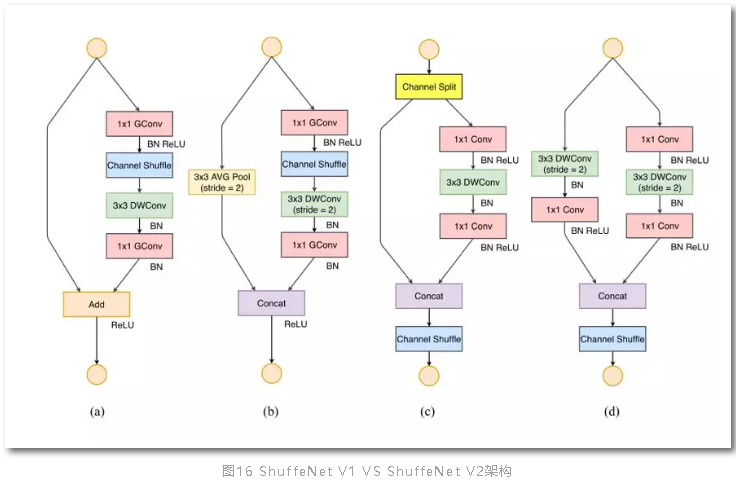 1x1 GConv
BN ReLU
Channel Shuffle
3x3 DWConv
BN
1x1 GConv
BN
Add
ReLU
(a)
3x3 AVG Pool
(stride = 2)
1x1 GConv
BN ReLU
Channel Shuffle
3x3 DWConv
(stride = 2)
BN
1x1 GConv
BN
Concat
ReLU
(b)
Channel Split
1x1 Conv
BN ReLU
3x3 DWConv
BN
1x1 Conv
BN ReLU
Concat
Channel Shuffle
(c)
3x3 DWConv
(stride = 2)
BN
1x1 Conv
BN ReLU
1x1 Conv
BN ReLU
3x3 DWConv
(stride = 2)
BN
1x1 Conv
BN ReLU
Concat
Channel Shuffle
(d)
图16 ShuffeNet V1 VS ShuffeNet V2架构